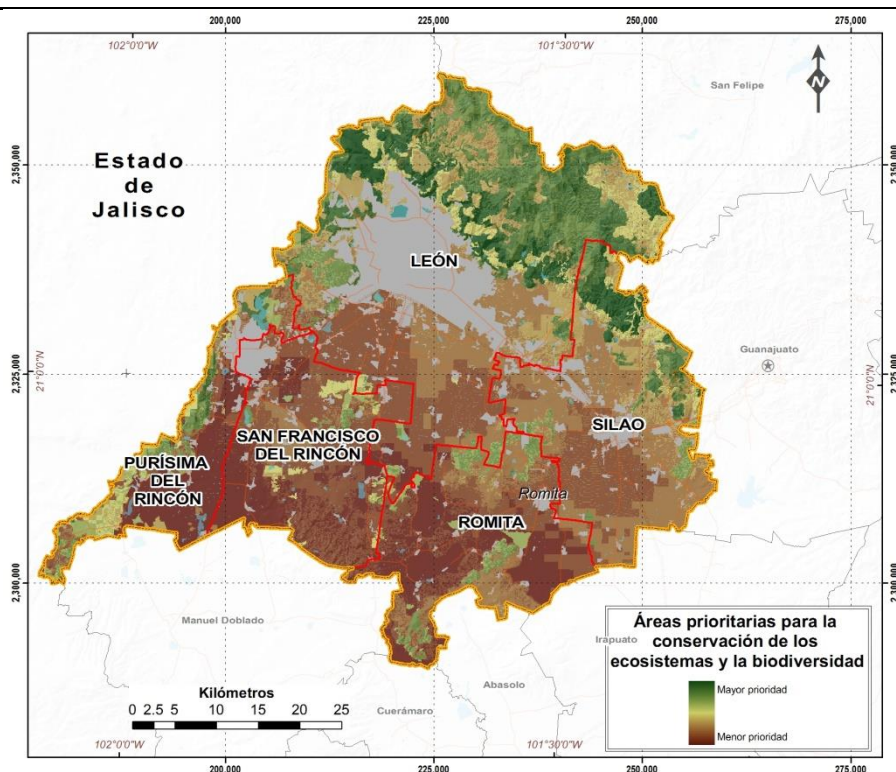 200,000
225,000
250,000
275,000
102°0'0"W
101°30'0"W
N
San Felipe
2,350,000
2,350,000
Estado
de
Jalisco
LEÓN
Guanajuato
21°0'0"N
2,325,000
2,325,000
21°0'0"N
SILAO
SAN FRANCISCO
DEL RINCÓN
PURÍSIMA
DEL
RINCÓN
Romita
ROMITA
2,300,000
2,300,000
Manuel Doblado
Irapuato
Abasolo
Cuerámaro
Áreas prioritarias para la
conservación de los
ecosistemas y la biodiversidad
Mayor prioridad
Menor prioridad
Kilómetros
0 2.5 5 10 15 20 25
102°0'0"W
101°30'0"W
200,000
225,000
250,000
275,000